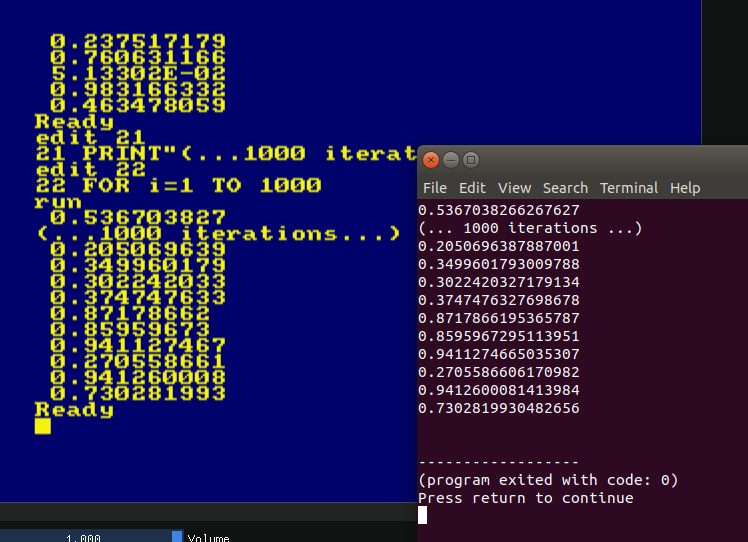 0.237517179
0.760631166
5.13302E-02
0.983166332
0.463478059
Ready
edit 21
21 PRINT"(...1000 iterat
edit 22
22 FOR i=1 TO 1000
run
0.536703827
(...1000 iterations...)
0.205069639
0.349960179
0.302242033
0.374747633
0.87178662
0.85959673
0.941127467
0.270558661
0.941260008
0.730281993
Ready
File Edit View Search Terminal Help
0.5367038266267627
(... 1000 iterations ...)
0.2050696387887001
0.3499601793009788
0.3022420327179134
0.3747476327698678
0.8717866195365787
0.8595967295113951
0.9411274665035307
0.2705586606170982
0.9412600081413984
0.7302819930482656
------------------
(program exited with code: 0)
Press return to continue
1.000 Volume